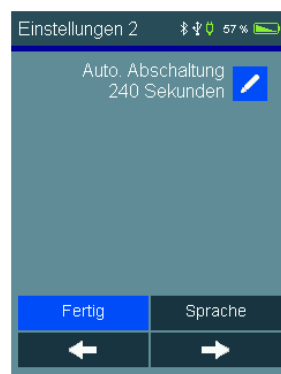 Einstellungen 2 57 %
Auto. Abschaltung
240 Sekunden
Fertig Sprache